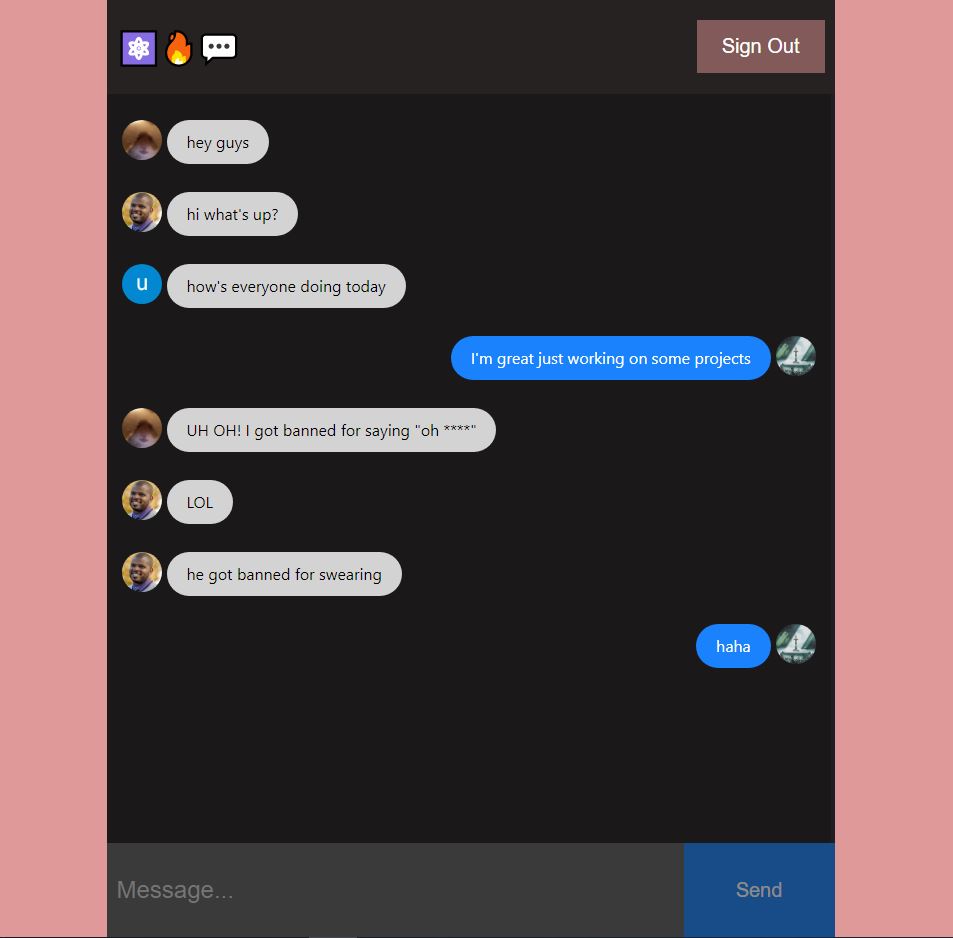 Sign Out
hey guys
hi what's up?
u
how's everyone doing today
I'm great just working on some projects
UH OH! I got banned for saying "oh ****"
LOL
he got banned for swearing
haha
Message...
Send